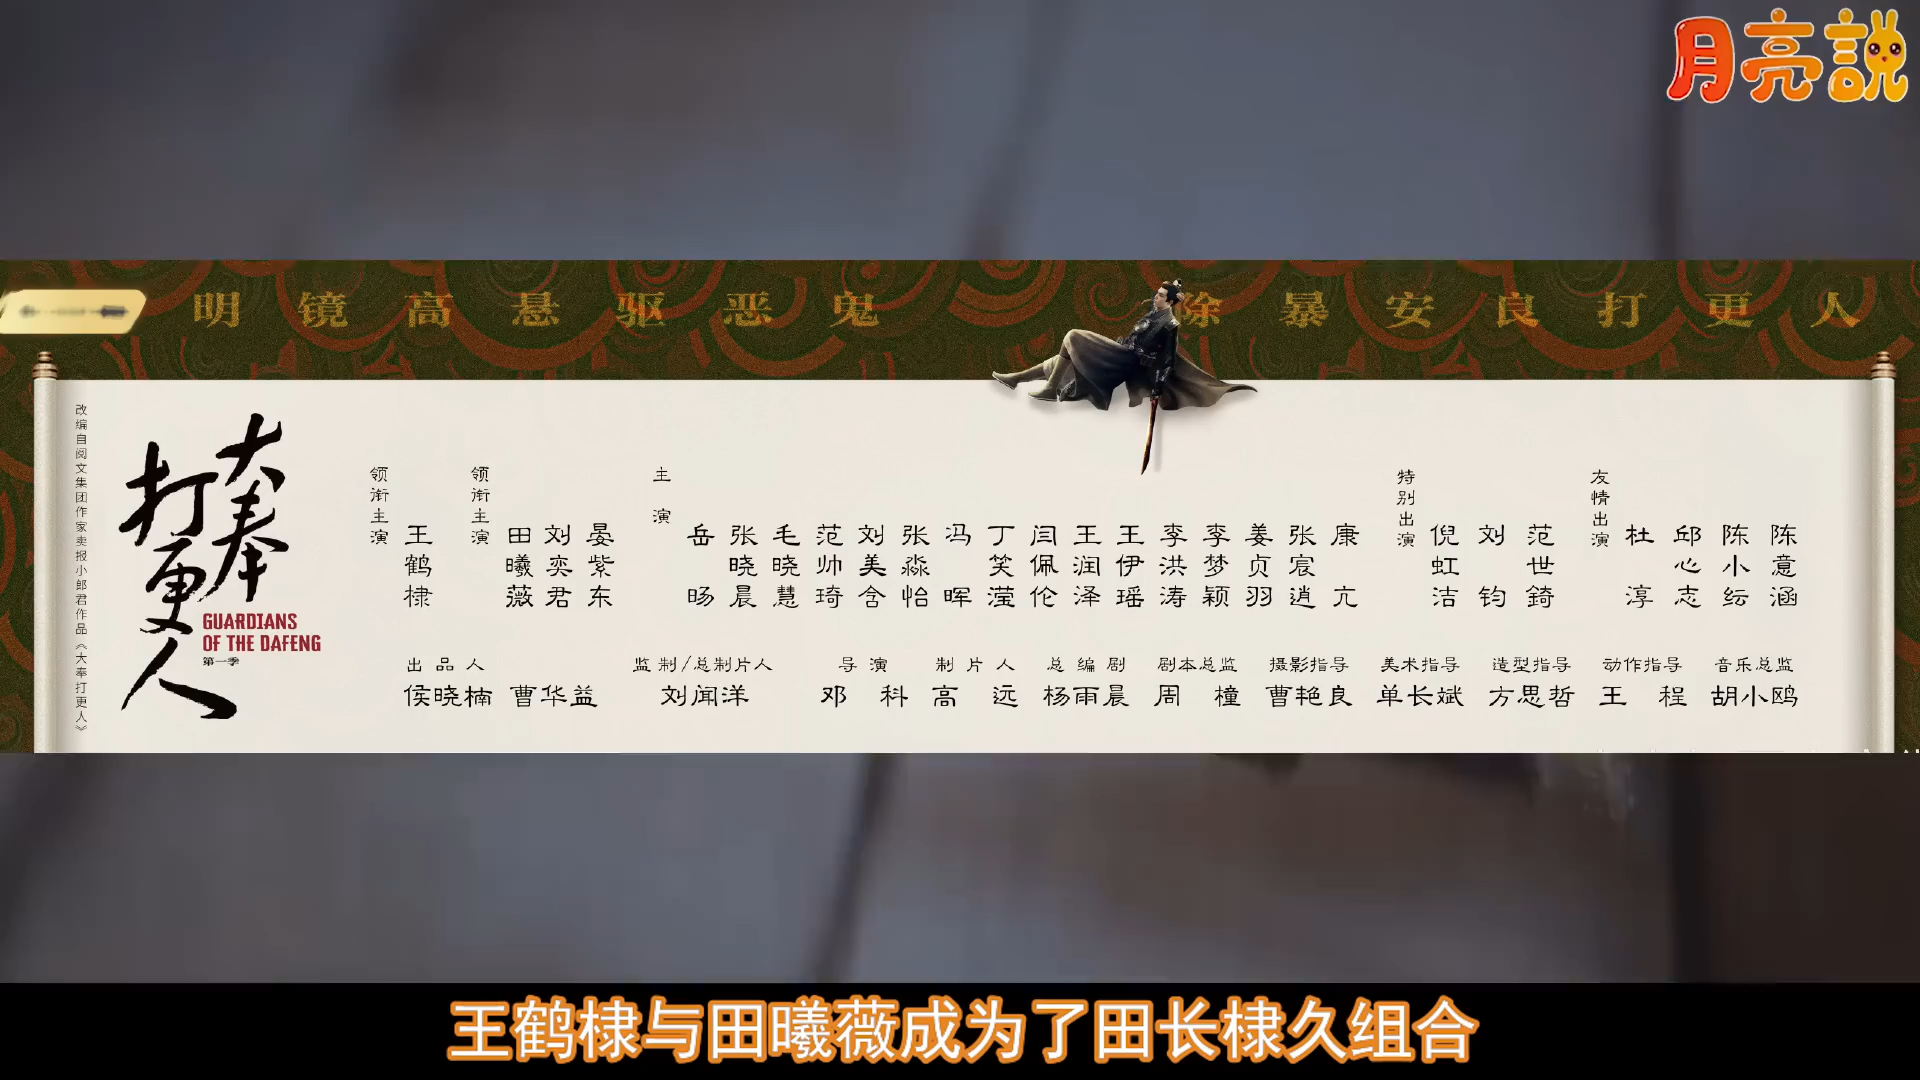 月亮説
明镜高悬驱恶鬼 除暴安良打更人
改编自阅文集团作家卖报小郎君作品《大奉打更人》
大奉
打更人
GUARDIANS
OF THE DAFENG
第一季
领衔主演
王鹤棣
领衔主演
田曦薇
刘奕君
晏紫东
主演
岳旸
张晓晨
毛晓慧
范帅琦
刘美含
张淼怡
冯晖
丁笑滢
闫佩伦
王润泽
王伊瑶
李洪涛
李梦颖
姜贞羽
张宸逍
康亢
特别出演
倪虹洁
刘钧
范世錡
友情出演
杜淳
邱心志
陈小纭
陈意涵
出品人
侯晓楠 曹华益
监制/总制片人
刘闻洋
导演
邓科
制片人
高远
总编剧
杨雨晨
剧本总监
周橦
摄影指导
曹艳良
美术指导
单长斌
造型指导
方思哲
动作指导
王程
音乐总监
胡小鸥
王鹤棣与田曦薇成为了田长棣久组合